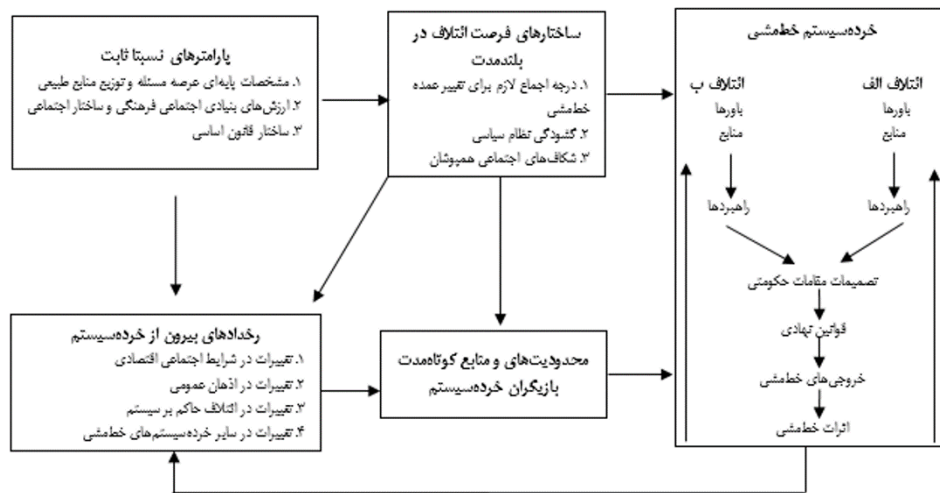 پارامترهای نسبتا ثابت
۱. مشخصات پایه‌ای عرصه مسئله و توزیع منابع طبیعی
۲. ارزش‌های بنیادی اجتماعی فرهنگی و ساختار اجتماعی
۳. ساختار قانون اساسی
ساختارهای فرصت ائتلاف در
بلندمدت
۱. درجه اجماع لازم برای تغییر عمده
خط‌مشی
۲. گشودگی نظام سیاسی
۳. شکاف‌های اجتماعی همپوشان
رخدادهای بیرون از خرده‌سیستم
۱. تغییرات در شرایط اجتماعی اقتصادی
۲. تغییرات در اذهان عمومی
۳. تغییرات در ائتلاف حاکم بر سیستم
۴. تغییرات در سایر خرده‌سیستم‌های خط‌مشی
محدودیت‌های و منابع کوتاه‌مدت
بازیگران خرده‌سیستم
خرده‌سیستم خط‌مشی
ائتلاف الف
باورها
منابع
راهبردها
ائتلاف ب
باورها
منابع
راهبردها
تصمیمات مقامات حکومتی
قوانین نهادی
خروجی‌های خط‌مشی
اثرات خط‌مشی